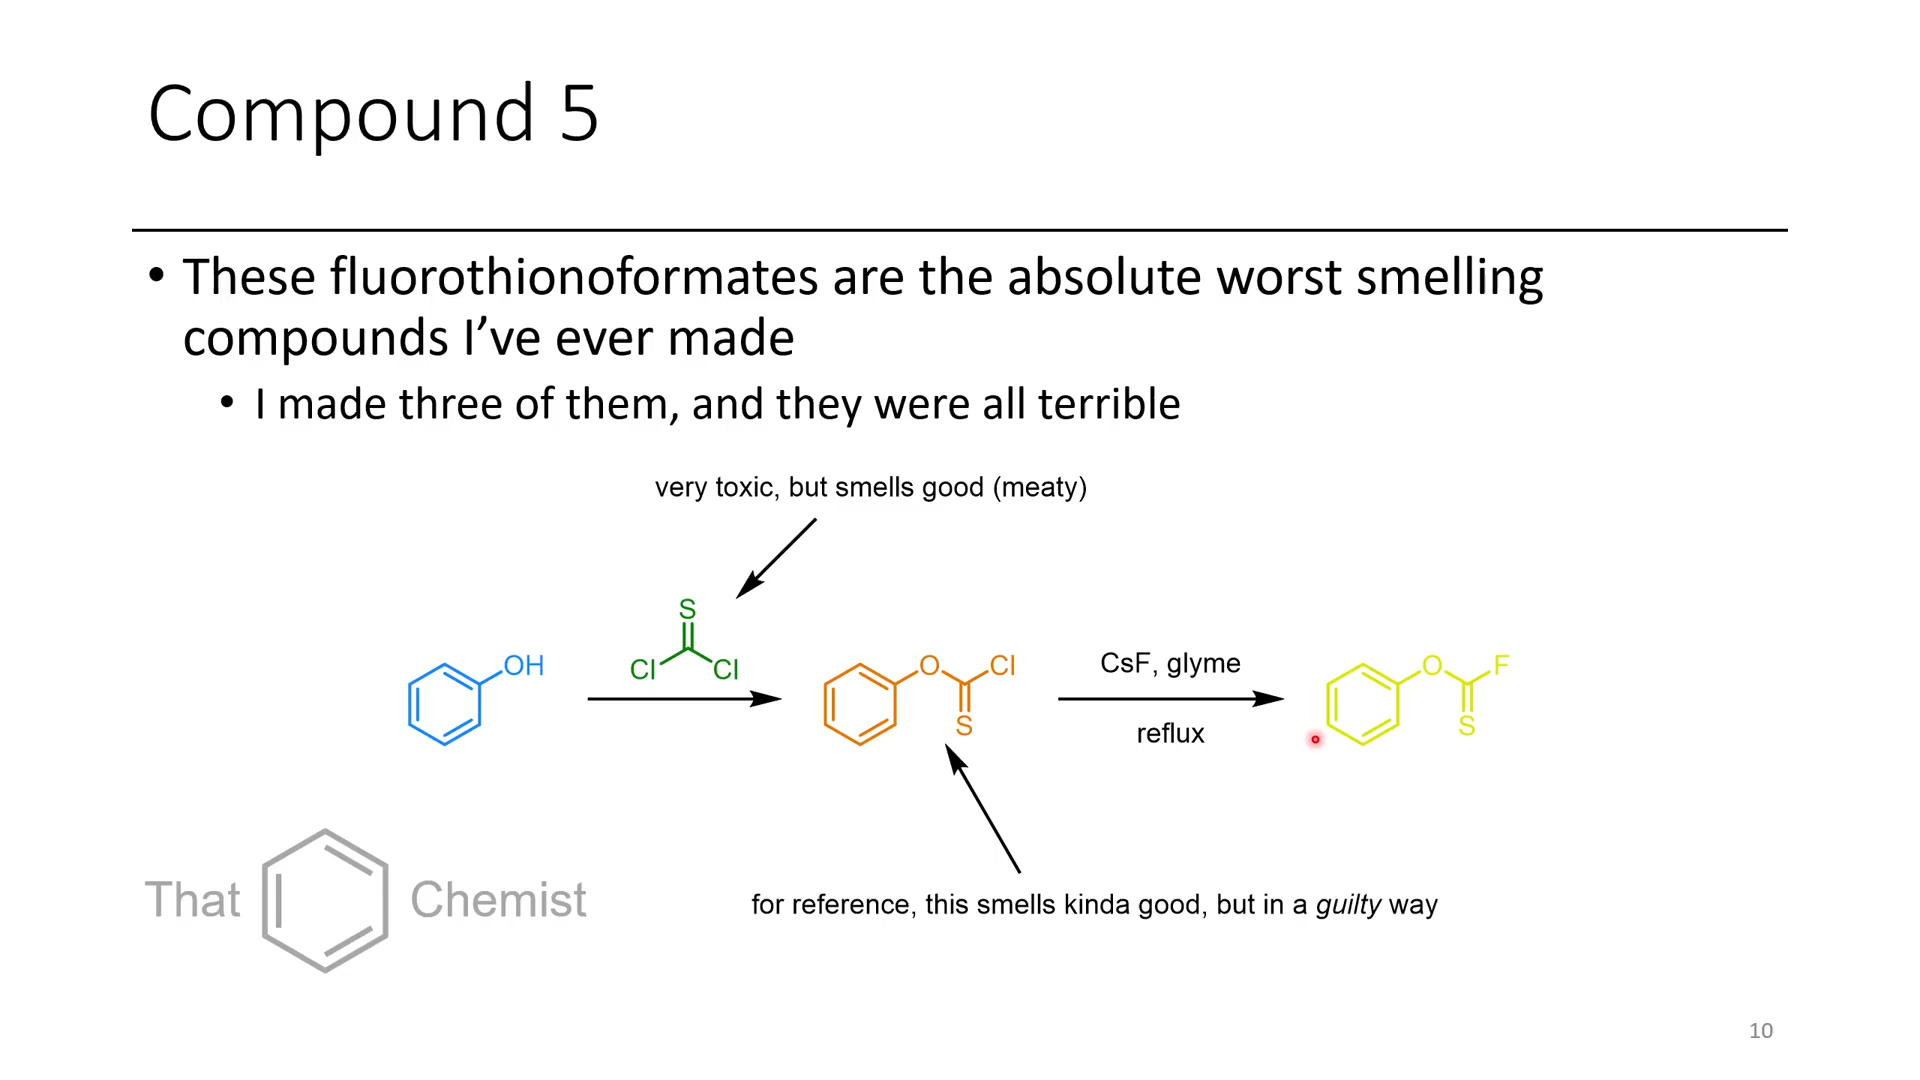 Compound 5
• These fluorothionoformates are the absolute worst smelling
compounds I’ve ever made
• I made three of them, and they were all terrible
very toxic, but smells good (meaty)
S
Cl Cl
OH
O Cl
S
CsF, glyme
reflux
O F
S
for reference, this smells kinda good, but in a guilty way
That Chemist
10